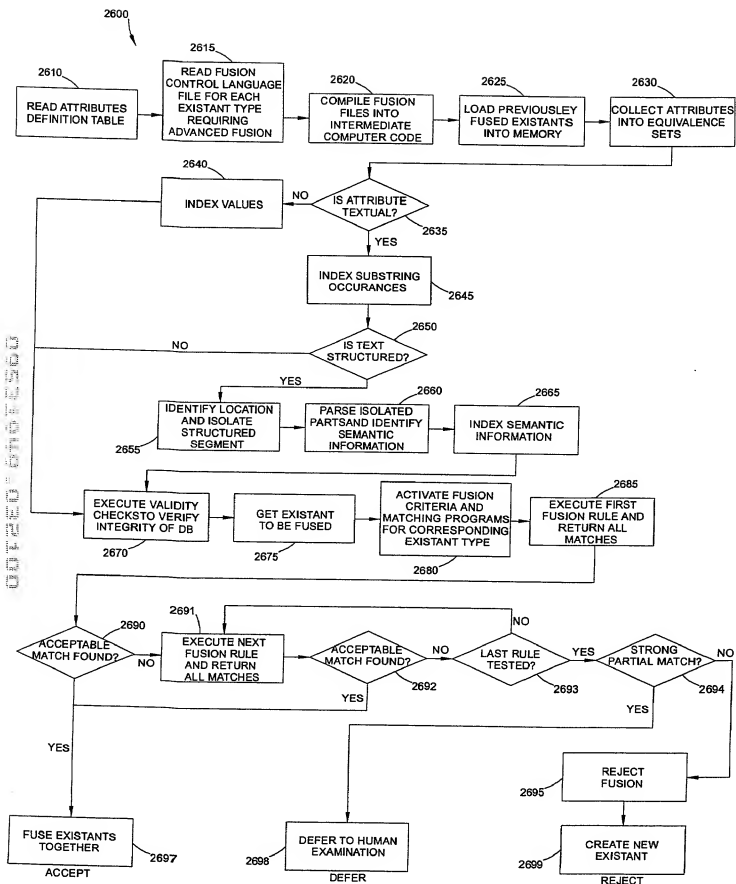 2600
2610
READ ATTRIBUTES
DEFINITION TABLE
2615
READ FUSION
CONTROL LANGUAGE
FILE FOR EACH
EXISTANT TYPE
REQUIRING
ADVANCED FUSION
2620
COMPILE FUSION
FILES INTO
INTERMEDIATE
COMPUTER CODE
2625
LOAD PREVIOUSLEY
FUSED EXISTANTS
INTO MEMORY
2630
COLLECT ATTRIBUTES
INTO EQUIVALENCE
SETS
2640
INDEX VALUES
NO
IS ATTRIBUTE
TEXTUAL?
2635
YES
INDEX SUBSTRING
OCCURANCES
2645
2650
NO
IS TEXT
STRUCTURED?
YES
IDENTIFY LOCATION
AND ISOLATE
STRUCTURED
SEGMENT
2655
2660
PARSE ISOLATED
PARTSAND IDENTIFY
SEMANTIC
INFORMATION
2665
INDEX SEMANTIC
INFORMATION
EXECUTE VALIDITY
CHECKSTO VERIFY
INTEGRITY OF DB
2670
GET EXISTANT
TO BE FUSED
2675
ACTIVATE FUSION
CRITERIA AND
MATCHING PROGRAMS
FOR CORRESPONDING
EXISTANT TYPE
2680
2685
EXECUTE FIRST
FUSION RULE AND
RETURN ALL
MATCHES
2690
ACCEPTABLE
MATCH FOUND?
NO
2691
EXECUTE NEXT
FUSION RULE
AND RETURN
ALL MATCHES
ACCEPTABLE
MATCH FOUND?
2692
NO
YES
NO
LAST RULE
TESTED?
2693
YES
STRONG
PARTIAL MATCH?
2694
NO
YES
YES
REJECT
FUSION
2695
FUSE EXISTANTS
TOGETHER
2697
ACCEPT
DEFER TO HUMAN
EXAMINATION
2698
DEFER
CREATE NEW
EXISTANT
2699
REJECT